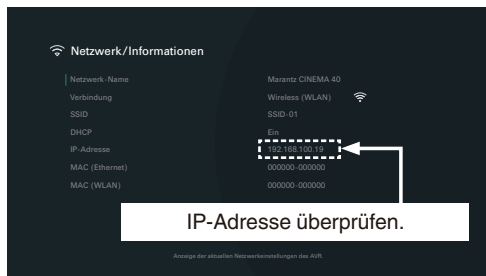 Netzwerk/Informationen
Netzwerk-Name Marantz CINEMA 40
Verbindung Wireless (WLAN)
SSID SSID-01
DHCP Ein
IP-Adresse 192.168.100.19
MAC (Ethernet) 000000-000000
MAC (WLAN) 000000-000000
IP-Adresse überprüfen.
Anzeige der aktuellen Netzwerkeinstellungen des AVR.